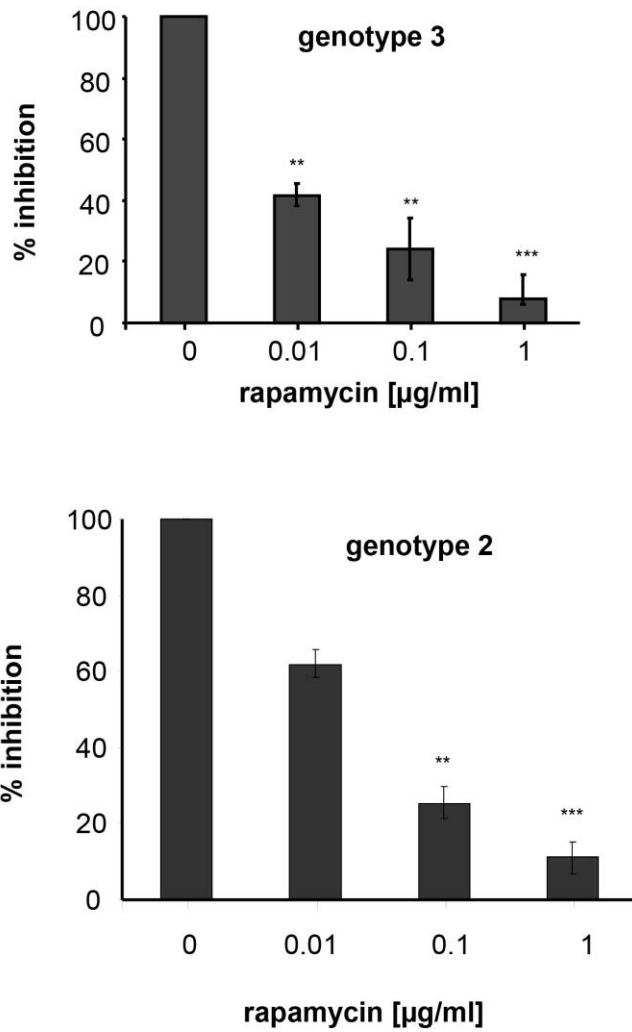 genotype 3
% inhibition
100
80
60
40
20
0
**
**
***
0 0.01 0.1 1
rapamycin [µg/ml]
genotype 2
% inhibition
100
80
60
40
20
0
**
***
0 0.01 0.1 1
rapamycin [µg/ml]